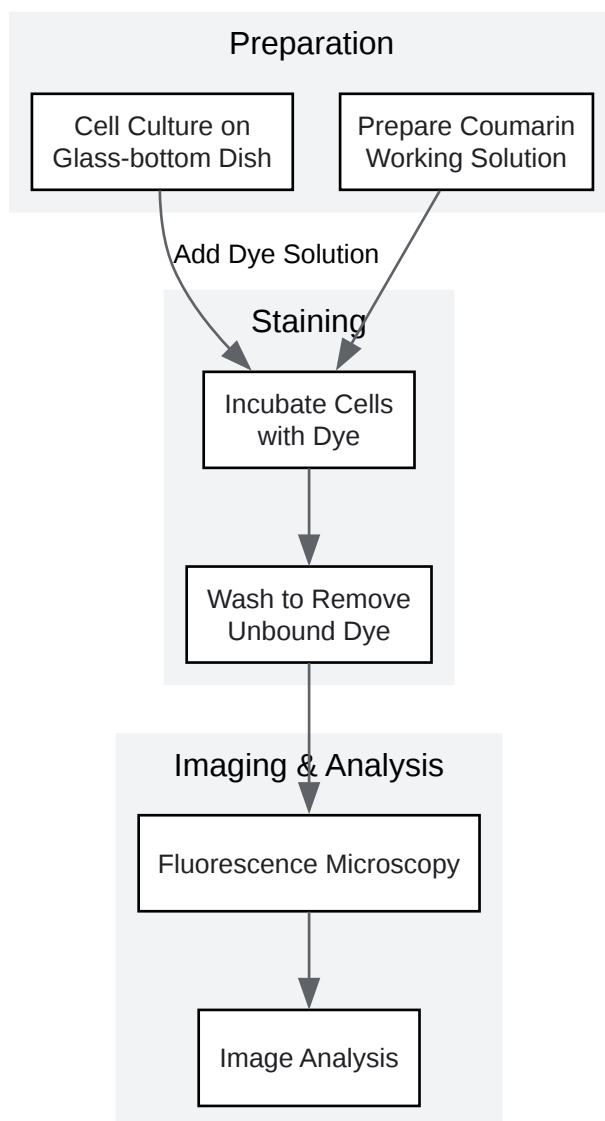 Preparation
Cell Culture on
Glass-bottom Dish
Prepare Coumarin
Working Solution
Add Dye Solution
Staining
Incubate Cells
with Dye
Wash to Remove
Unbound Dye
Imaging & Analysis
Fluorescence Microscopy
Image Analysis